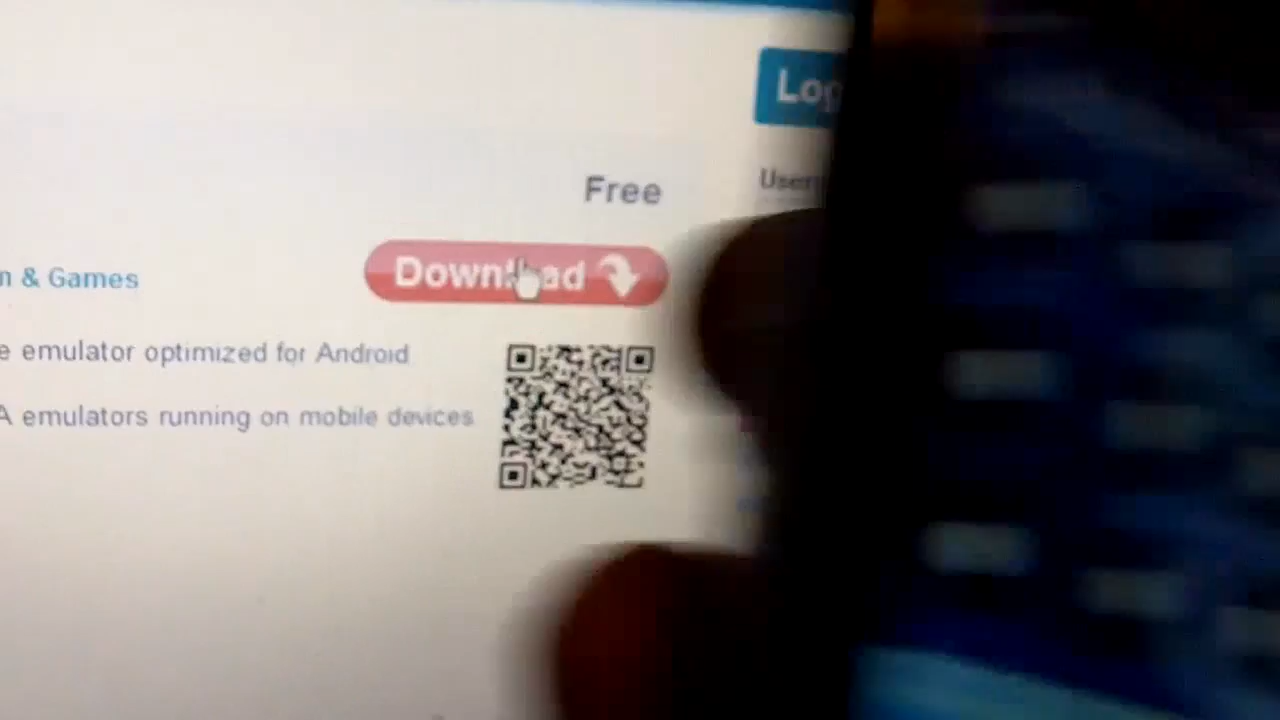 Log
Free
User
Download
n & Games
e emulator optimized for Android
A emulators running on mobile devices